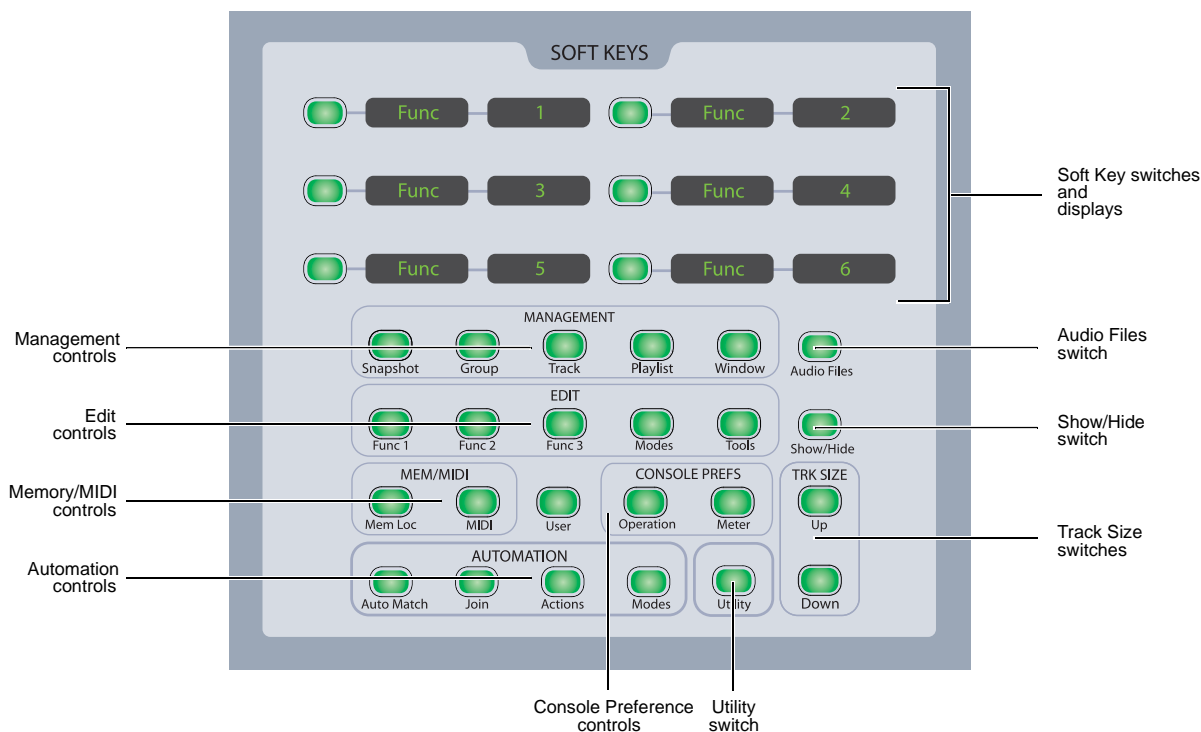 SOFT KEYS
Func 1 Func 2
Func 3 Func 4
Func 5 Func 6
Soft Key switches
and
displays
MANAGEMENT
Snapshot Group Track Playlist Window
Audio Files
Management
controls
Audio Files
switch
EDIT
Func 1 Func 2 Func 3 Modes Tools
Show/Hide
Edit
controls
Show/Hide
switch
MEM/MIDI
Mem Loc MIDI
User
CONSOLE PREFS
Operation Meter
TRK SIZE
Up
Memory/MIDI
controls
Track Size
switches
AUTOMATION
Auto Match Join Actions Modes
Utility
Down
Automation
controls
Console Preference
controls
Utility
switch